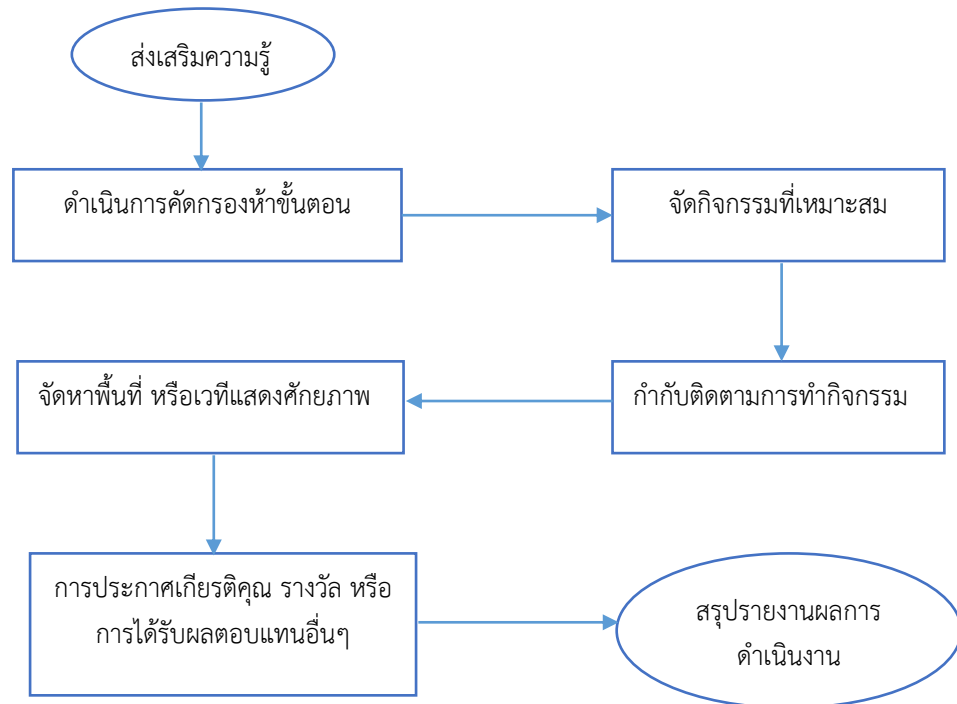 ส่งเสริมความรู้
ดำเนินการคัดกรองห้าขั้นตอน
จัดกิจกรรมที่เหมาะสม
กำกับติดตามการทำกิจกรรม
จัดหาพื้นที่ หรือเวทีแสดงศักยภาพ
การประกาศเกียรติคุณ รางวัล หรือ
การได้รับผลตอบแทนอื่นๆ
สรุปรายงานผลการ
ดำเนินงาน